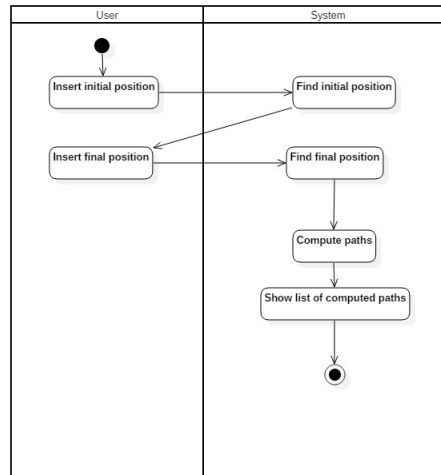 User
System
Insert initial position
Find initial position
Insert final position
Find final position
Compute paths
Show list of computed paths